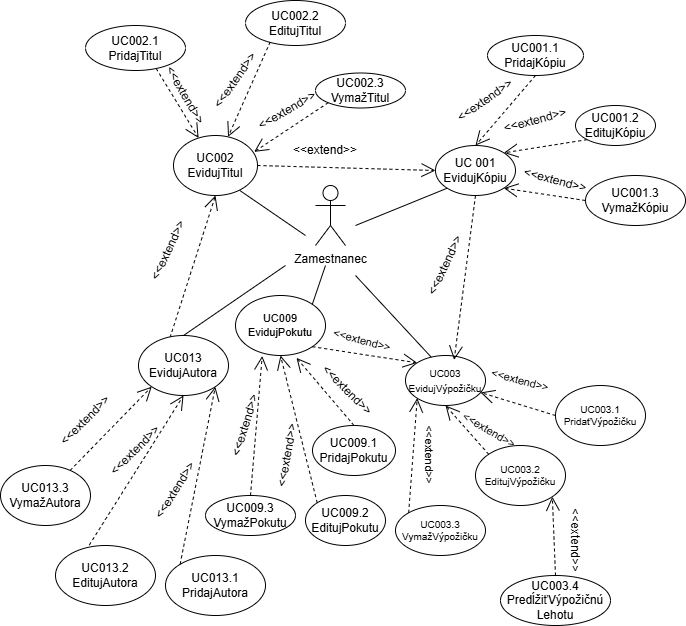 UC002.1
PridajTitul
UC002.2
EditujTitul
UC002.3
VymažTitul
<<extend>>
<<extend>>
<<extend>>
UC002
EvidujTitul
<<extend>>
UC001.1
PridajKópiu
<<extend>>
UC001.2
EditujKópiu
<<extend>>
UC 001
EvidujKópiu
<<extend>>
UC001.3
VymažKópiu
Zamestnanec
<<extend>>
<<extend>>
UC009
EvidujPokutu
<<extend>>
UC013
EvidujAutora
UC003
EvidujVýpožičku
<<extend>>
UC003.1
PridatVýpožičku
<<extend>>
<<extend>>
<<extend>>
<<extend>>
<<extend>>
<<extend>>
<<extend>>
<<extend>>
UC009.1
PridajPokutu
UC003.2
EditujVýpožičku
UC013.3
VymažAutora
UC009.3
VymažPokutu
UC009.2
EditujPokutu
UC003.3
VymažVýpožičku
<<extend>>
<<extend>>
UC013.2
EditujAutora
UC013.1
PridajAutora
UC003.4
PredĺžiťVýpožičnú
Lehotu